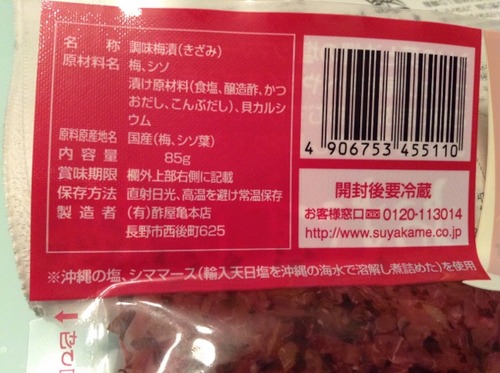 名称 調味梅漬(きざみ)
原材料名 梅、シソ
漬け原材料(食塩、醸造酢、かつ
おだし、こんぶだし)、貝カルシ
ウム
原料原産地名 国産(梅、シソ葉)
内容量 85g
賞味期限 欄外上部右側に記載
保存方法 直射日光、高温を避け常温保存
製造者 (有)酢屋亀本店
長野市西後町625
4 906753 455110
開封後要冷蔵
お客様窓口 0120-113014
http://www.suyakame.co.jp
※沖縄の塩、シママース(輸入天日塩を沖縄の海水で溶解し煮詰めた)を使用